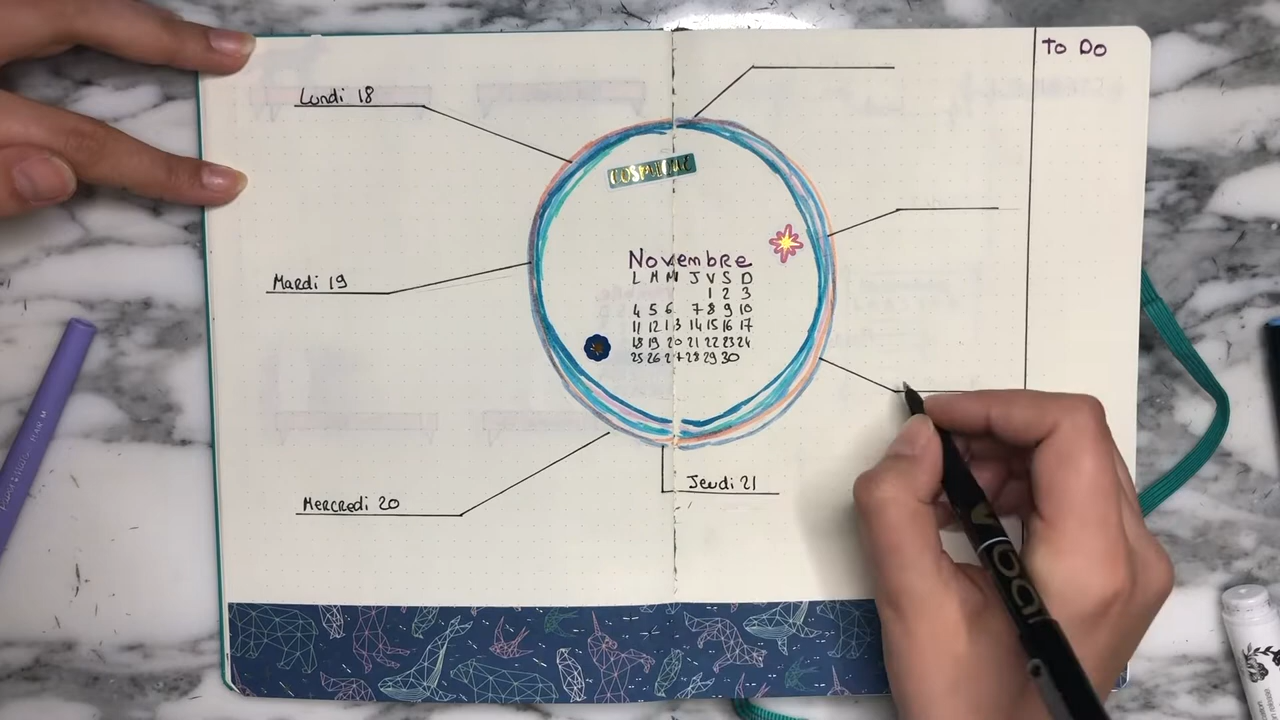 To Do
Lundi 18
COSMIQUE
Novembre
L M M J V S D
1 2 3
4 5 6 7 8 9 10
11 12 13 14 15 16 17
18 19 20 21 22 23 24
25 26 27 28 29 30
Mardi 19
Mercredi 20
Jeudi 21